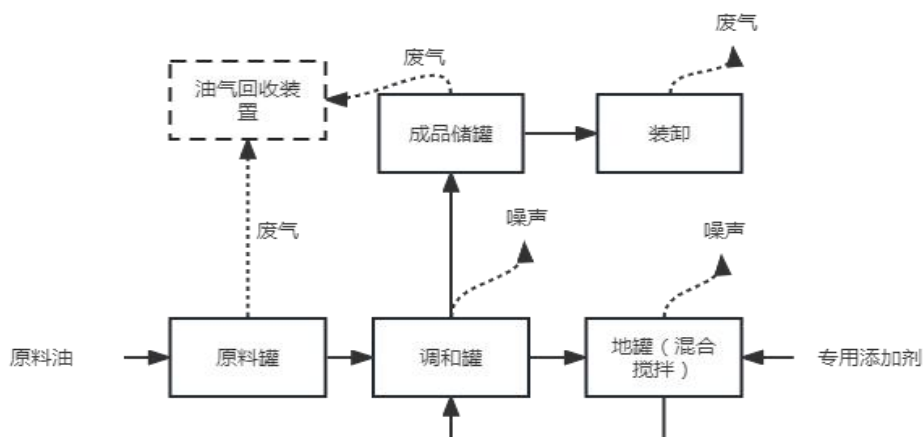 废气
废气
油气回收装
置
成品储罐
装卸
废气
噪声
噪声
原料油
原料罐
调和罐
地罐（混合
搅拌）
专用添加剂